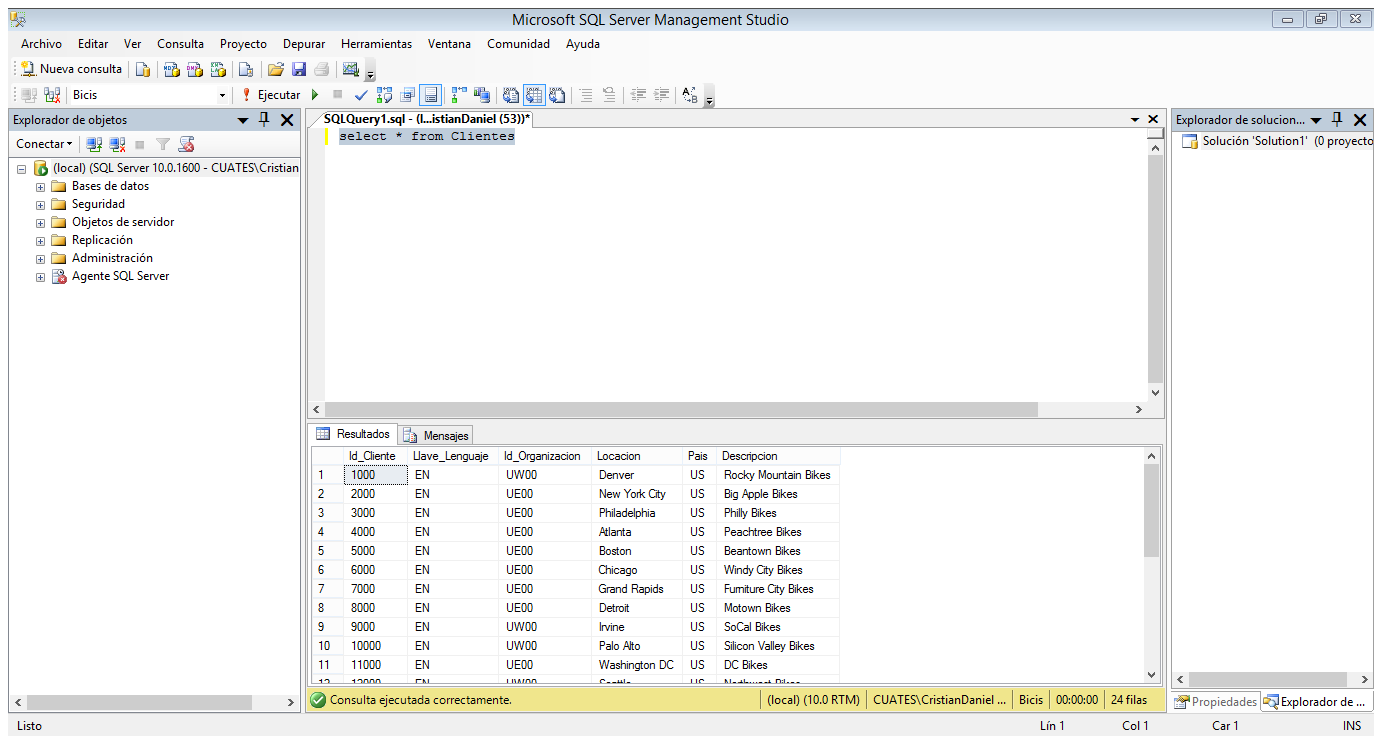 Microsoft SQL Server Management Studio
Archivo Editar Ver Consulta Proyecto Depurar Herramientas Ventana Comunidad Ayuda
Nueva consulta
Bicis Ejecutar
Explorador de objetos
Conectar
(local) (SQL Server 10.0.1600 - CUATES\Cristian
Bases de datos
Seguridad
Objetos de servidor
Replicación
Administración
Agente SQL Server
SQLQuery1.sql - (l...istianDaniel (53))*
select * from Clientes
Explorador de solucion...
Solución 'Solution1' (0 proyecto
Resultados Mensajes
Id_Cliente Llave_Lenguaje Id_Organizacion Locacion Pais Descripcion
1 1000 EN UW00 Denver US Rocky Mountain Bikes
2 2000 EN UE00 New York City US Big Apple Bikes
3 3000 EN UE00 Philadelphia US Philly Bikes
4 4000 EN UE00 Atlanta US Peachtree Bikes
5 5000 EN UE00 Boston US Beantown Bikes
6 6000 EN UE00 Chicago US Windy City Bikes
7 7000 EN UE00 Grand Rapids US Furniture City Bikes
8 8000 EN UE00 Detroit US Motown Bikes
9 9000 EN UW00 Irvine US SoCal Bikes
10 10000 EN UW00 Palo Alto US Silicon Valley Bikes
11 11000 EN UE00 Washington DC US DC Bikes
12 12000 EN UW00 Seattle US Northwest Bikes
Consulta ejecutada correctamente. (local) (10.0 RTM) CUATES\CristianDaniel ... Bicis 00:00:00 24 filas
Propiedades Explorador de ...
Listo Lín 1 Col 1 Car 1 INS